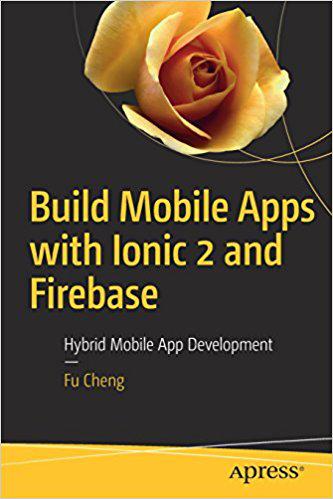 Build Mobile Apps
with Ionic 2 and
Firebase
Hybrid Mobile App Development
—
Fu Cheng
Apress®